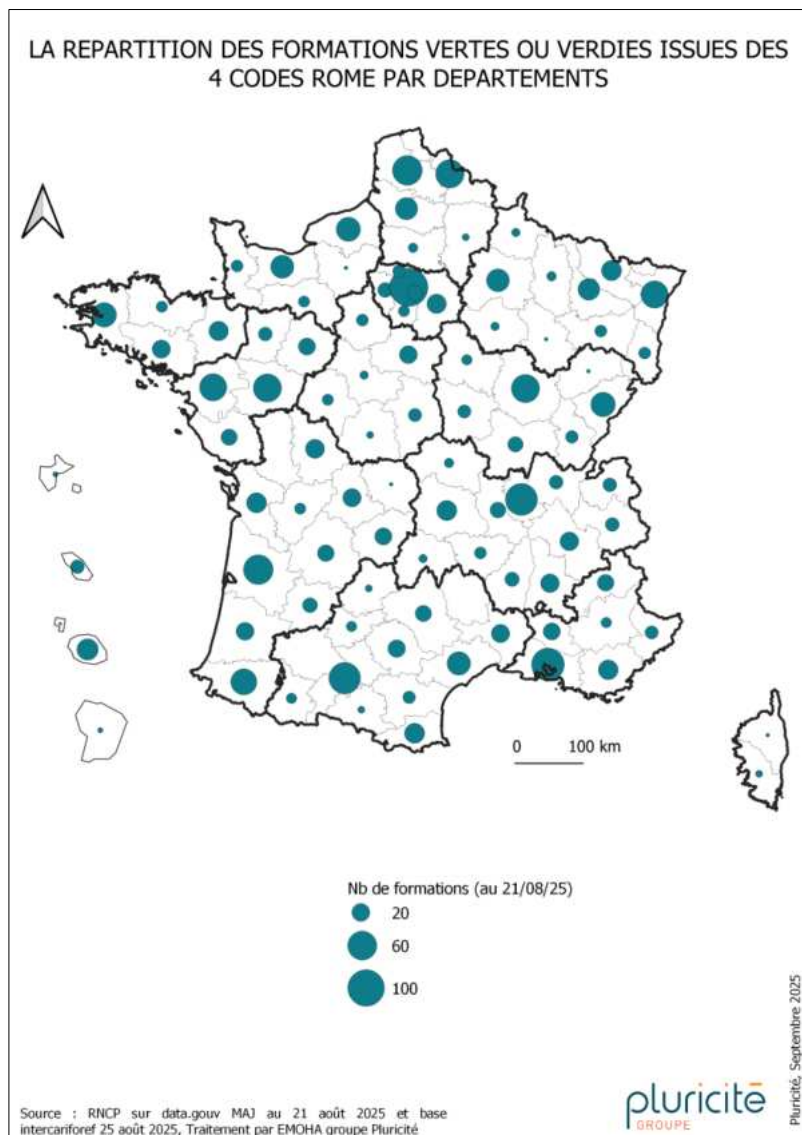 LA REPARTITION DES FORMATIONS VERTES OU VERDIES ISSUES DES
4 CODES ROME PAR DEPARTEMENTS
0 100 km
Nb de formations (au 21/08/25)
20
60
100
Pluricité, Septembre 2025
pluricité
GROUPE
Source : RNCP sur data.gouv MAJ au 21 août 2025 et base
intercariforef 25 août 2025, Traitement par EMOHA groupe Pluricité